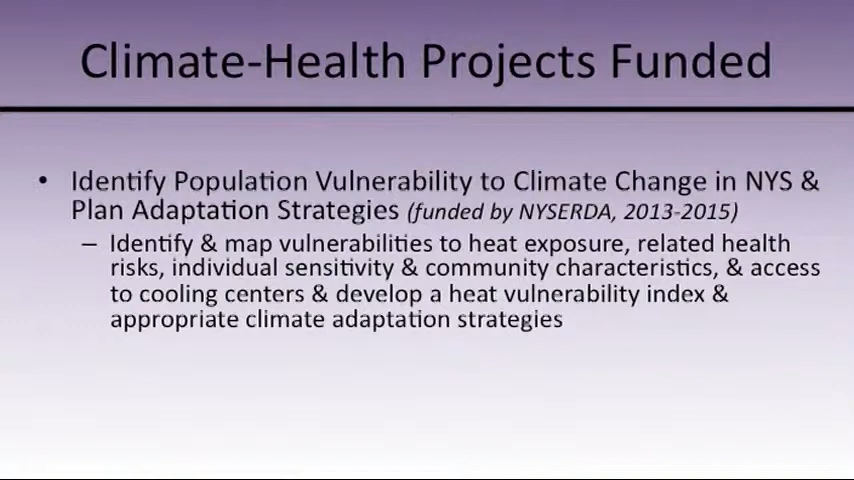 Climate-Health Projects Funded
• Identify Population Vulnerability to Climate Change in NYS &
Plan Adaptation Strategies (funded by NYSERDA, 2013-2015)
– Identify & map vulnerabilities to heat exposure, related health
risks, individual sensitivity & community characteristics, & access
to cooling centers & develop a heat vulnerability index &
appropriate climate adaptation strategies